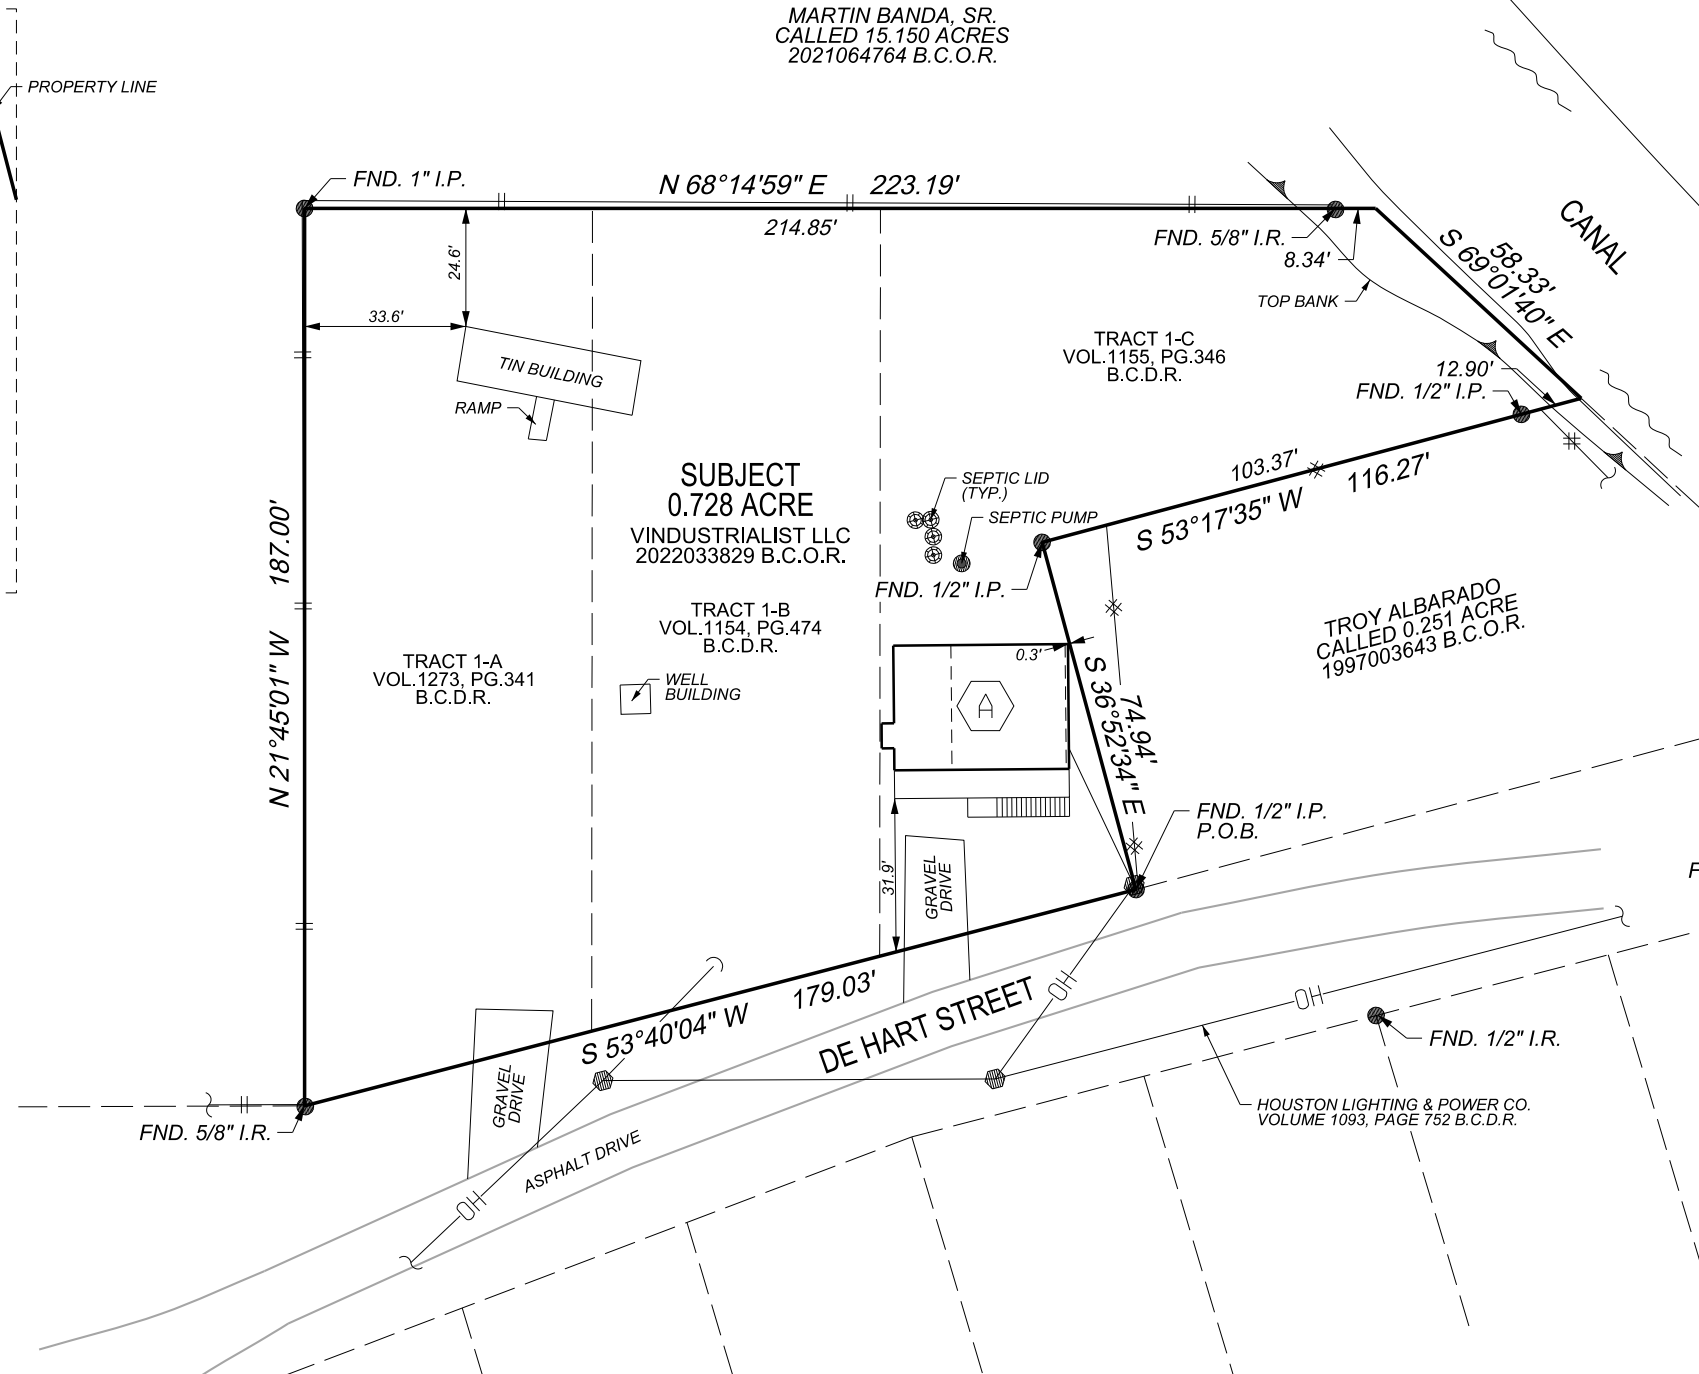 MARTIN BANDA, SR.
CALLED 15.150 ACRES
2021064764 B.C.O.R.
PROPERTY LINE
FND. 1" I.P.
N 68°14'59" E 223.19'
214.85'
FND. 5/8" I.R.
8.34'
CANAL
58.33'
S 69°01'40" E
TOP BANK
24.6'
33.6'
TIN BUILDING
RAMP
TRACT 1-C
VOL.1155, PG.346
B.C.D.R.
12.90'
FND. 1/2" I.P.
103.37'
116.27'
S 53°17'35" W
SUBJECT
0.728 ACRE
VINDUSTRIALIST LLC
2022033829 B.C.O.R.
SEPTIC LID
(TYP.)
SEPTIC PUMP
FND. 1/2" I.P.
TROY ALBARADO
CALLED 0.251 ACRE
1997003643 B.C.O.R.
TRACT 1-B
VOL.1154, PG.474
B.C.D.R.
TRACT 1-A
VOL.1273, PG.341
B.C.D.R.
WELL
BUILDING
N 21°45'01" W 187.00'
0.3'
A
74.94'
S 36°52'34" E
FND. 1/2" I.P.
P.O.B.
31.9'
GRAVEL
DRIVE
F
179.03'
S 53°40'04" W
DE HART STREET
OH
OH
FND. 1/2" I.R.
GRAVEL
DRIVE
FND. 5/8" I.R.
HOUSTON LIGHTING & POWER CO.
VOLUME 1093, PAGE 752 B.C.D.R.
ASPHALT DRIVE
OH